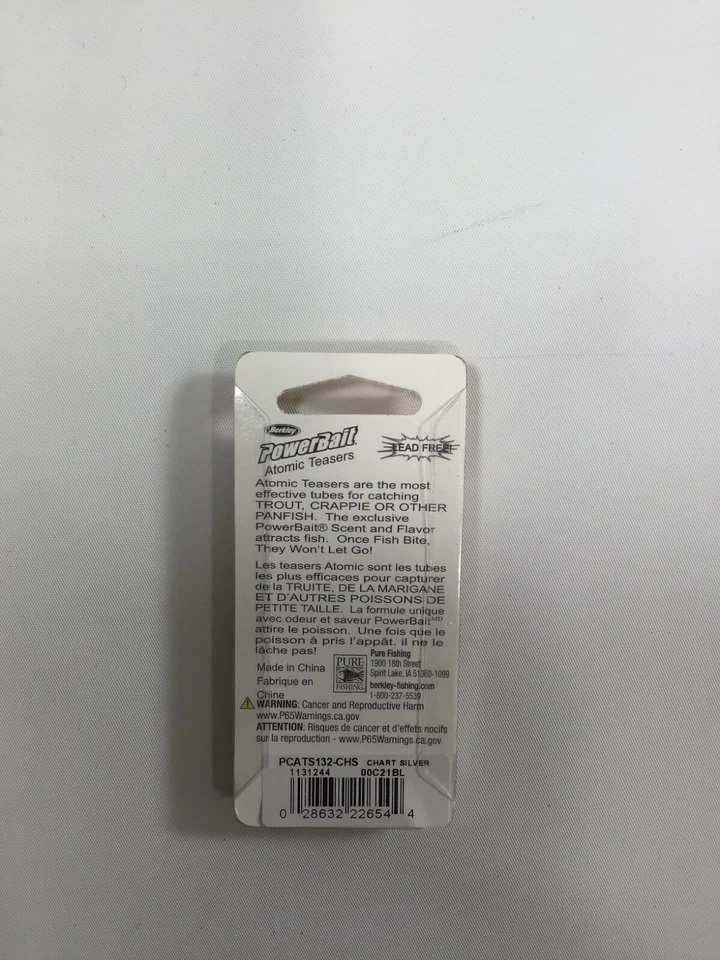 Berkley
PowerBait
LEAD FREE!
Atomic Teasers
Atomic Teasers are the most
effective tubes for catching
TROUT, CRAPPIE OR OTHER
PANFISH. The exclusive
PowerBait® Scent and Flavor
attracts fish. Once Fish Bite,
They Won't Let Go!
Les teasers Atomic sont les tubes
les plus efficaces pour capturer
de la TRUITE, DE LA MARIGANE
ET D'AUTRES POISSONS DE
PETITE TAILLE. La formule unique
avec odeur et saveur PowerBait MD
attire le poisson. Une fois que le
poisson à pris l'appât, il ne le
lâche pas!
Made in China
Fabrique en
Chine
PURE
FISHING
Pure Fishing
1900 18th Street
Spirit Lake, IA 51360-1099
berkley-fishing.com
1-800-237-5539
WARNING: Cancer and Reproductive Harm
www.P65Warnings.ca.gov
ATTENTION: Risques de cancer et d'effets nocifs
sur la reproduction - www.P65Warnings.ca.gov
PCATS132-CHS CHART SILVER
1131244 00C21BL
0 28632 22654 4